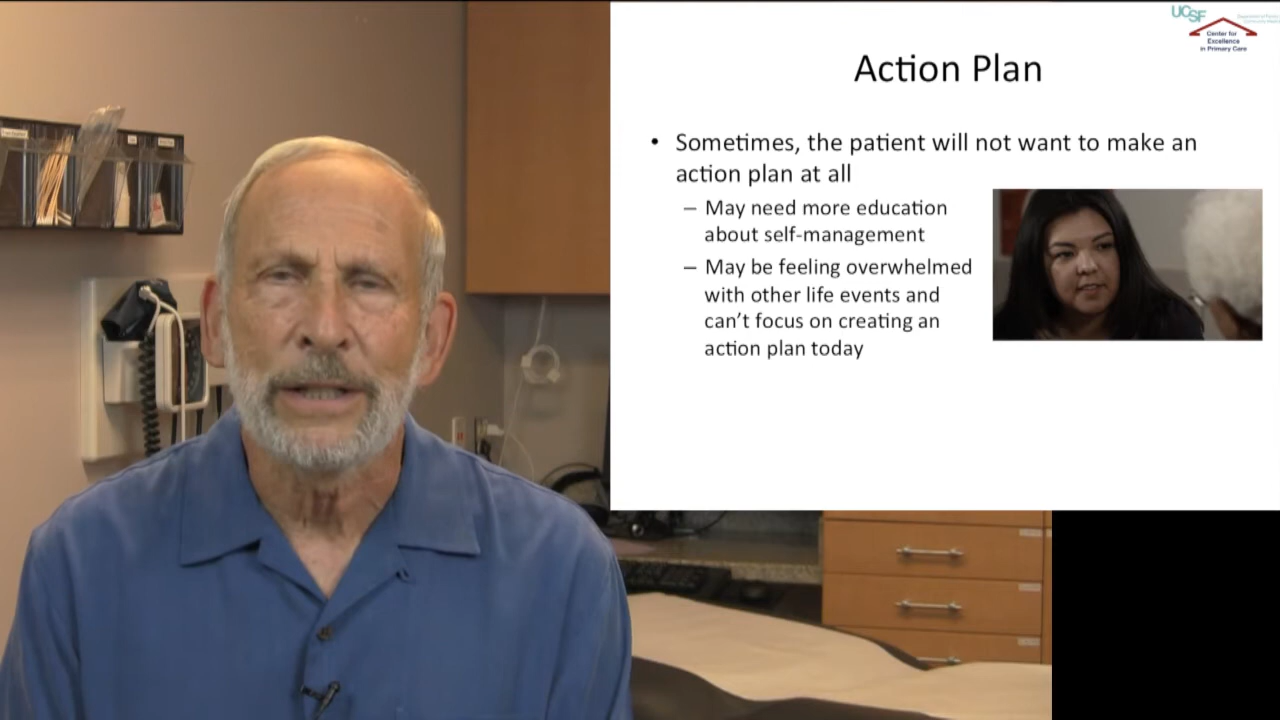 UCSF
Center for
Excellence
in Primary Care
Action Plan
• Sometimes, the patient will not want to make an
action plan at all
– May need more education
about self-management
– May be feeling overwhelmed
with other life events and
can’t focus on creating an
action plan today